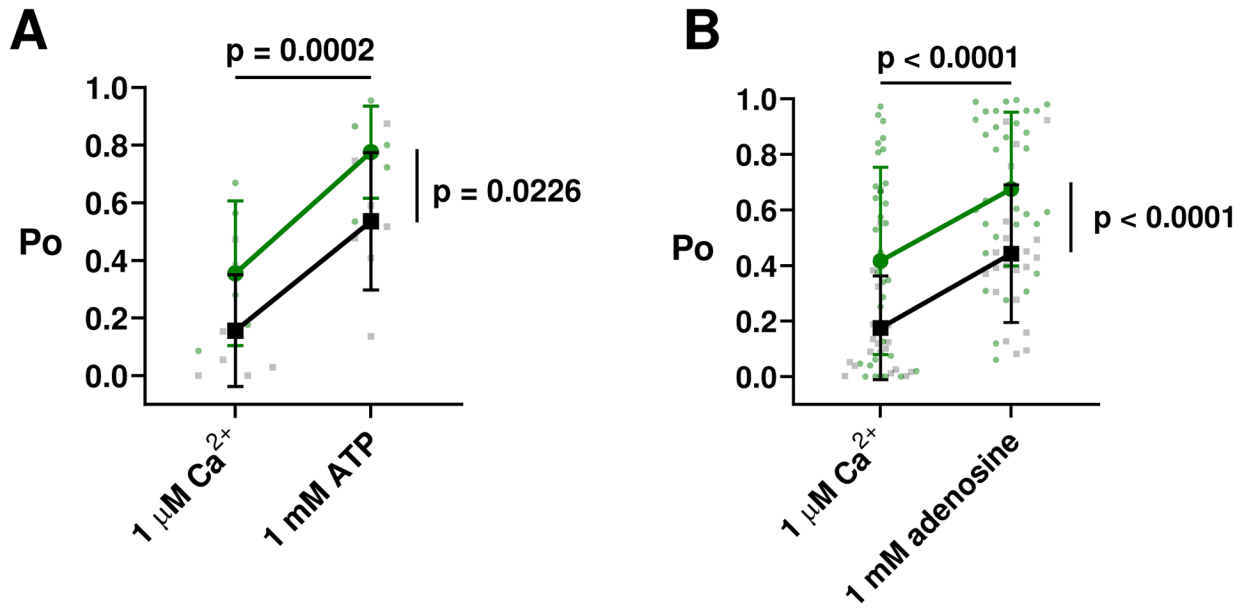 A
p = 0.0002
1.0
0.8
0.6
0.4
0.2
0.0
Po
p = 0.0226
1 μM Ca²⁺
1 mM ATP
B
p < 0.0001
1.0
0.8
0.6
0.4
0.2
0.0
Po
p < 0.0001
1 μM Ca²⁺
1 mM adenosine